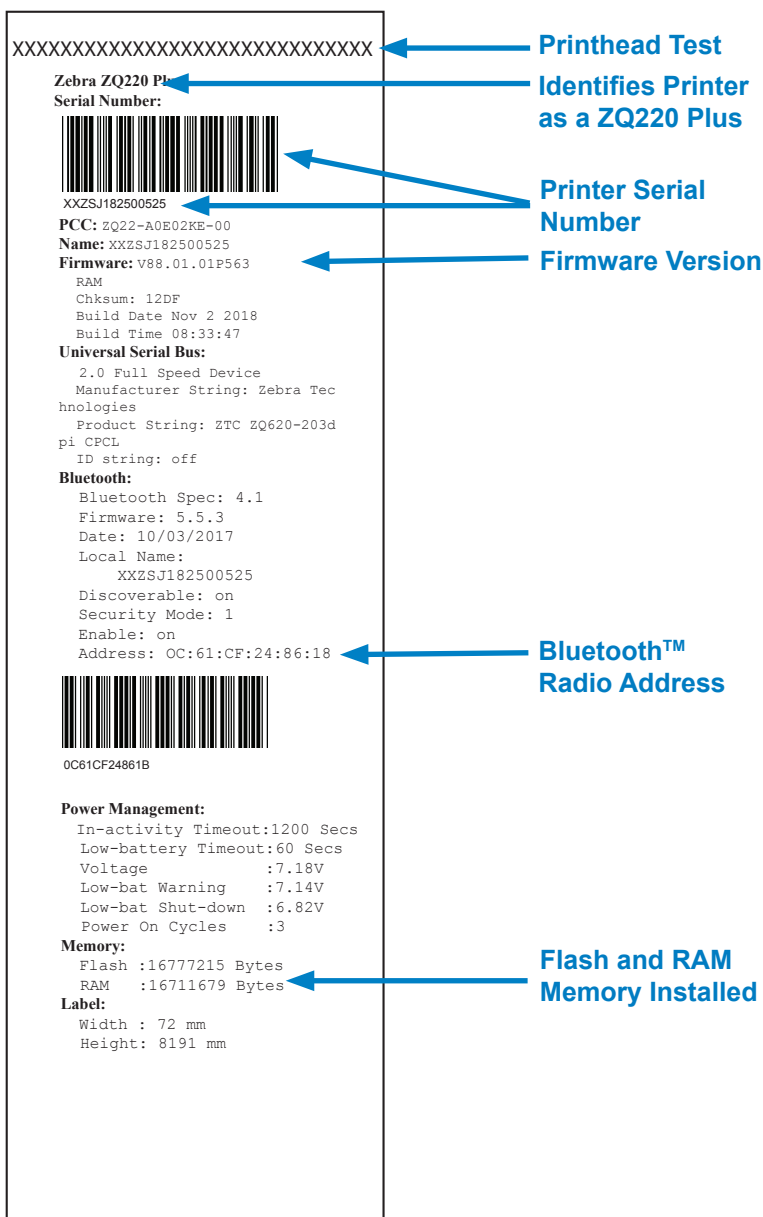 XXXXXXXXXXXXXXXXXXXXXXXXXXXXXX
Printhead Test
Zebra ZQ220 Plus
Identifies Printer
as a ZQ220 Plus
Serial Number:
XXZSJ182500525
Printer Serial
Number
PCC: ZQ22-A0E02KE-00
Name: XXZSJ182500525
Firmware: V88.01.01P563
Firmware Version
RAM
Chksum: 12DF
Build Date Nov 2 2018
Build Time 08:33:47
Universal Serial Bus:
2.0 Full Speed Device
Manufacturer String: Zebra Tec
hnologies
Product String: ZTC ZQ620-203d
pi CPCL
ID string: off
Bluetooth:
Bluetooth Spec: 4.1
Firmware: 5.5.3
Date: 10/03/2017
Local Name:
XXZSJ182500525
Discoverable: on
Security Mode: 1
Enable: on
Address: OC:61:CF:24:86:18
Bluetooth™
Radio Address
0C61CF24861B
Power Management:
In-activity Timeout:1200 Secs
Low-battery Timeout:60 Secs
Voltage :7.18V
Low-bat Warning :7.14V
Low-bat Shut-down :6.82V
Power On Cycles :3
Memory:
Flash :16777215 Bytes
RAM :16711679 Bytes
Flash and RAM
Memory Installed
Label:
Width : 72 mm
Height: 8191 mm